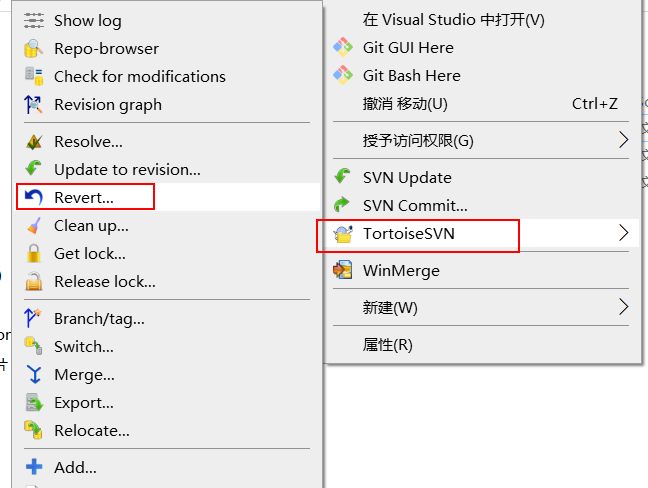 Show log
Repo-browser
Check for modifications
Revision graph
Resolve...
Update to revision...
Revert...
Clean up...
Get lock...
Release lock...
Branch/tag...
Switch...
Merge...
Export...
Relocate...
Add...
在 Visual Studio 中打开(V)
Git GUI Here
Git Bash Here
撤消 移动(U) Ctrl+Z
授予访问权限(G)
SVN Update
SVN Commit...
TortoiseSVN
WinMerge
新建(W)
属性(R)
片